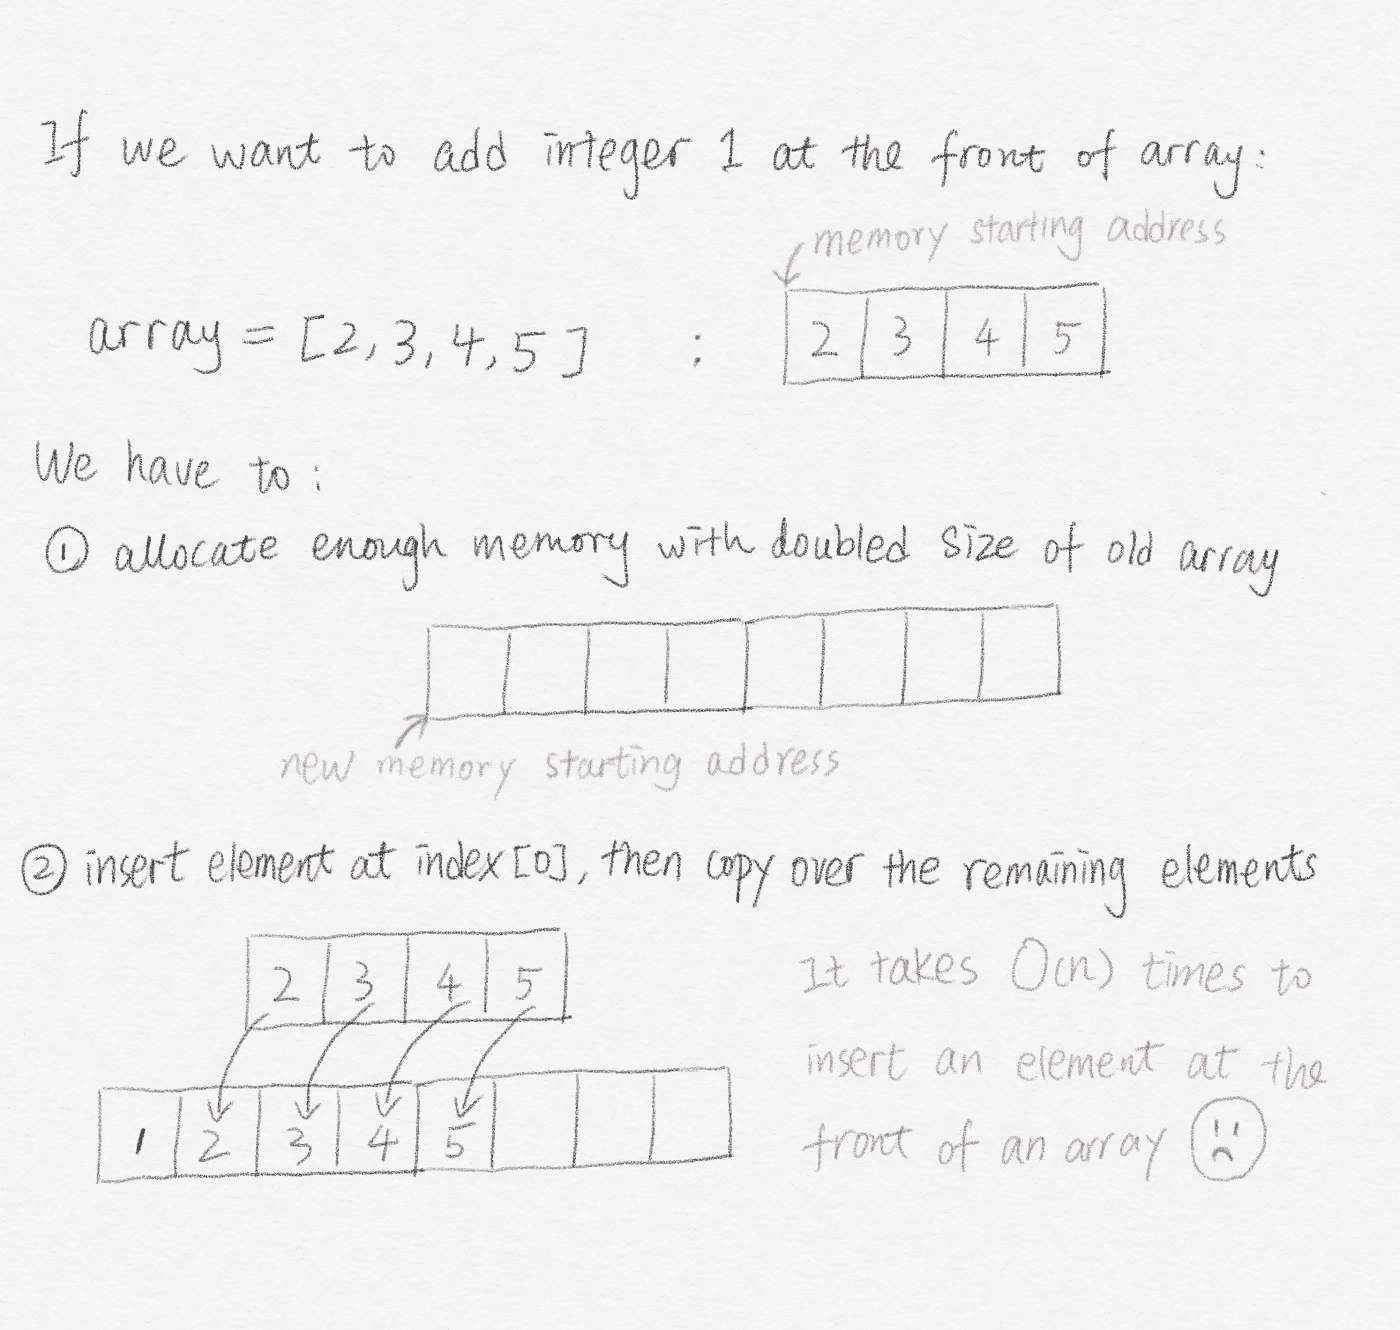 If we want to add integer 1 at the front of array:
memory starting address
array = [2, 3, 4, 5] : 2 3 4 5
We have to:
① allocate enough memory with doubled size of old array
new memory starting address
② insert element at index[0], then copy over the remaining elements
2 3 4 5
It takes O(n) times to
insert an element at the
1 2 3 4 5
front of an array